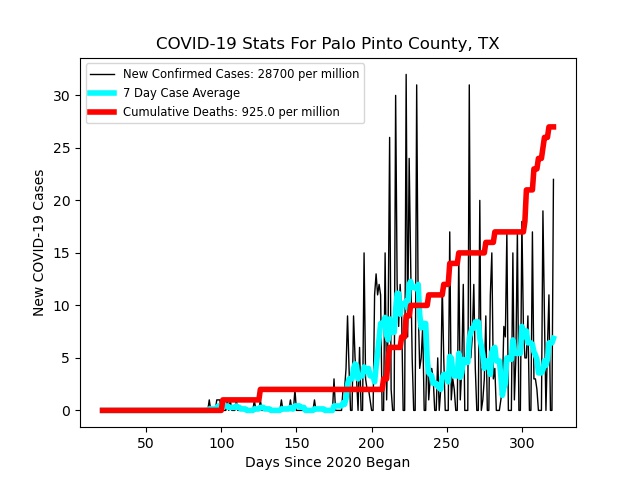 COVID-19 Stats For Palo Pinto County, TX
New Confirmed Cases: 28700 per million
7 Day Case Average
Cumulative Deaths: 925.0 per million
New COVID-19 Cases
30
25
20
15
10
5
0
50 100 150 200 250 300
Days Since 2020 Began